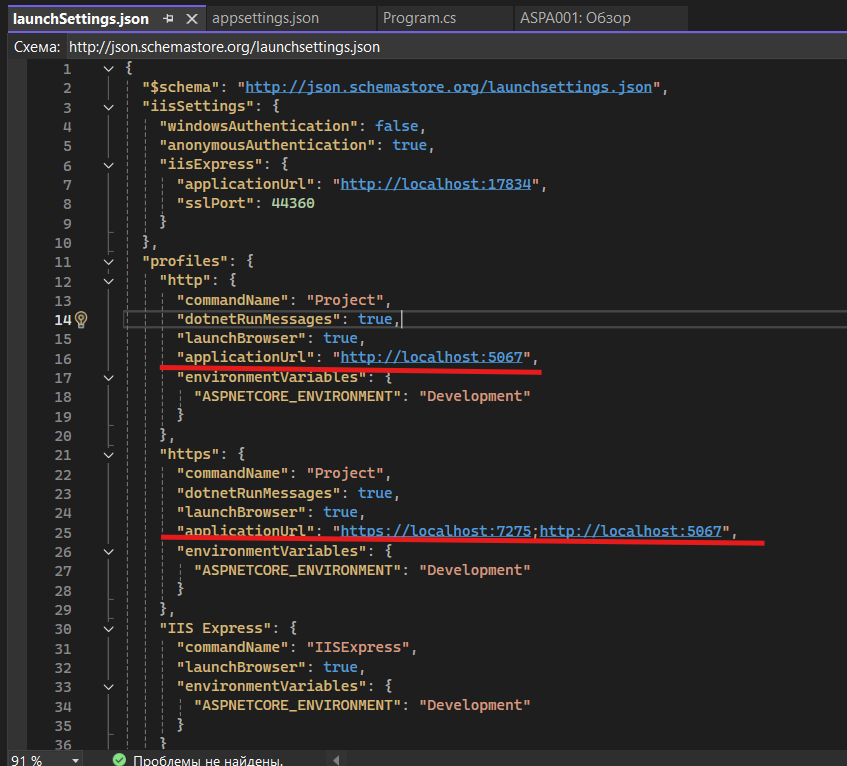 launchSettings.json appsettings.json Program.cs ASPA001: Обзор
Схема: http://json.schemastore.org/launchsettings.json
1 {
2 "$schema": "http://json.schemastore.org/launchsettings.json",
3 "iisSettings": {
4 "windowsAuthentication": false,
5 "anonymousAuthentication": true,
6 "iisExpress": {
7 "applicationUrl": "http://localhost:17834",
8 "sslPort": 44360
9 }
10 },
11 "profiles": {
12 "http": {
13 "commandName": "Project",
14 "dotnetRunMessages": true,
15 "launchBrowser": true,
16 "applicationUrl": "http://localhost:5067",
17 "environmentVariables": {
18 "ASPNETCORE_ENVIRONMENT": "Development"
19 }
20 },
21 "https": {
22 "commandName": "Project",
23 "dotnetRunMessages": true,
24 "launchBrowser": true,
25 "applicationUrl": "https://localhost:7275;http://localhost:5067",
26 "environmentVariables": {
27 "ASPNETCORE_ENVIRONMENT": "Development"
28 }
29 },
30 "IIS Express": {
31 "commandName": "IISExpress",
32 "launchBrowser": true,
33 "environmentVariables": {
34 "ASPNETCORE_ENVIRONMENT": "Development"
35 }
36 }
91 % Проблемы не найдены.